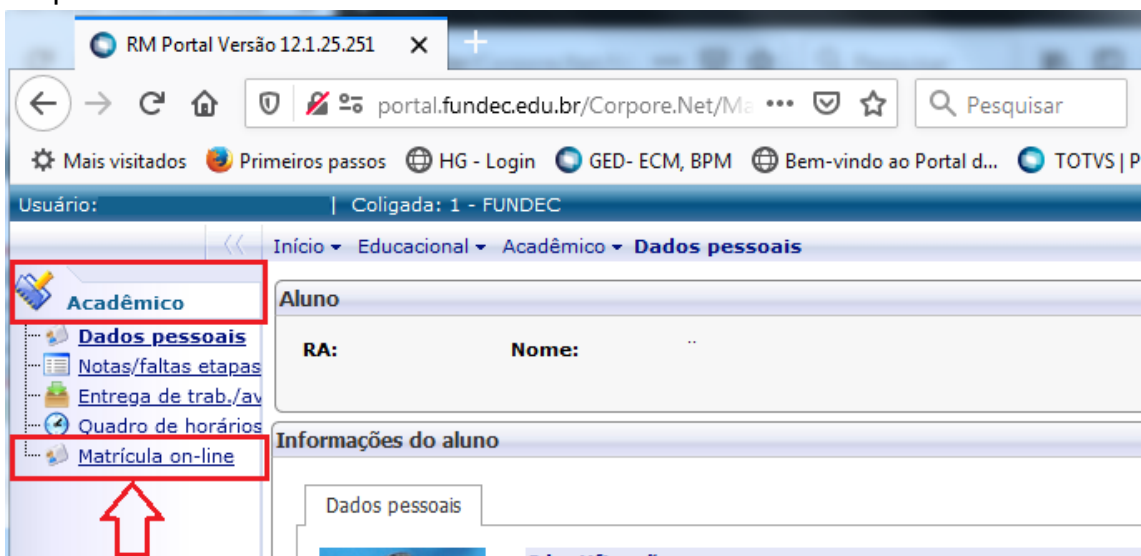 RM Portal Versão 12.1.25.251
portal.fundec.edu.br/Corpore.Net/Ma
Pesquisar
Mais visitados Primeiros passos HG - Login GED- ECM, BPM Bem-vindo ao Portal d... TOTVS | P
Usuário: | Coligada: 1 - FUNDEC
Início Educacional Acadêmico Dados pessoais
Acadêmico
Dados pessoais
Notas/faltas etapas
Entrega de trab./av
Quadro de horários
Matrícula on-line
Aluno
RA: Nome: ..
Informações do aluno
Dados pessoais